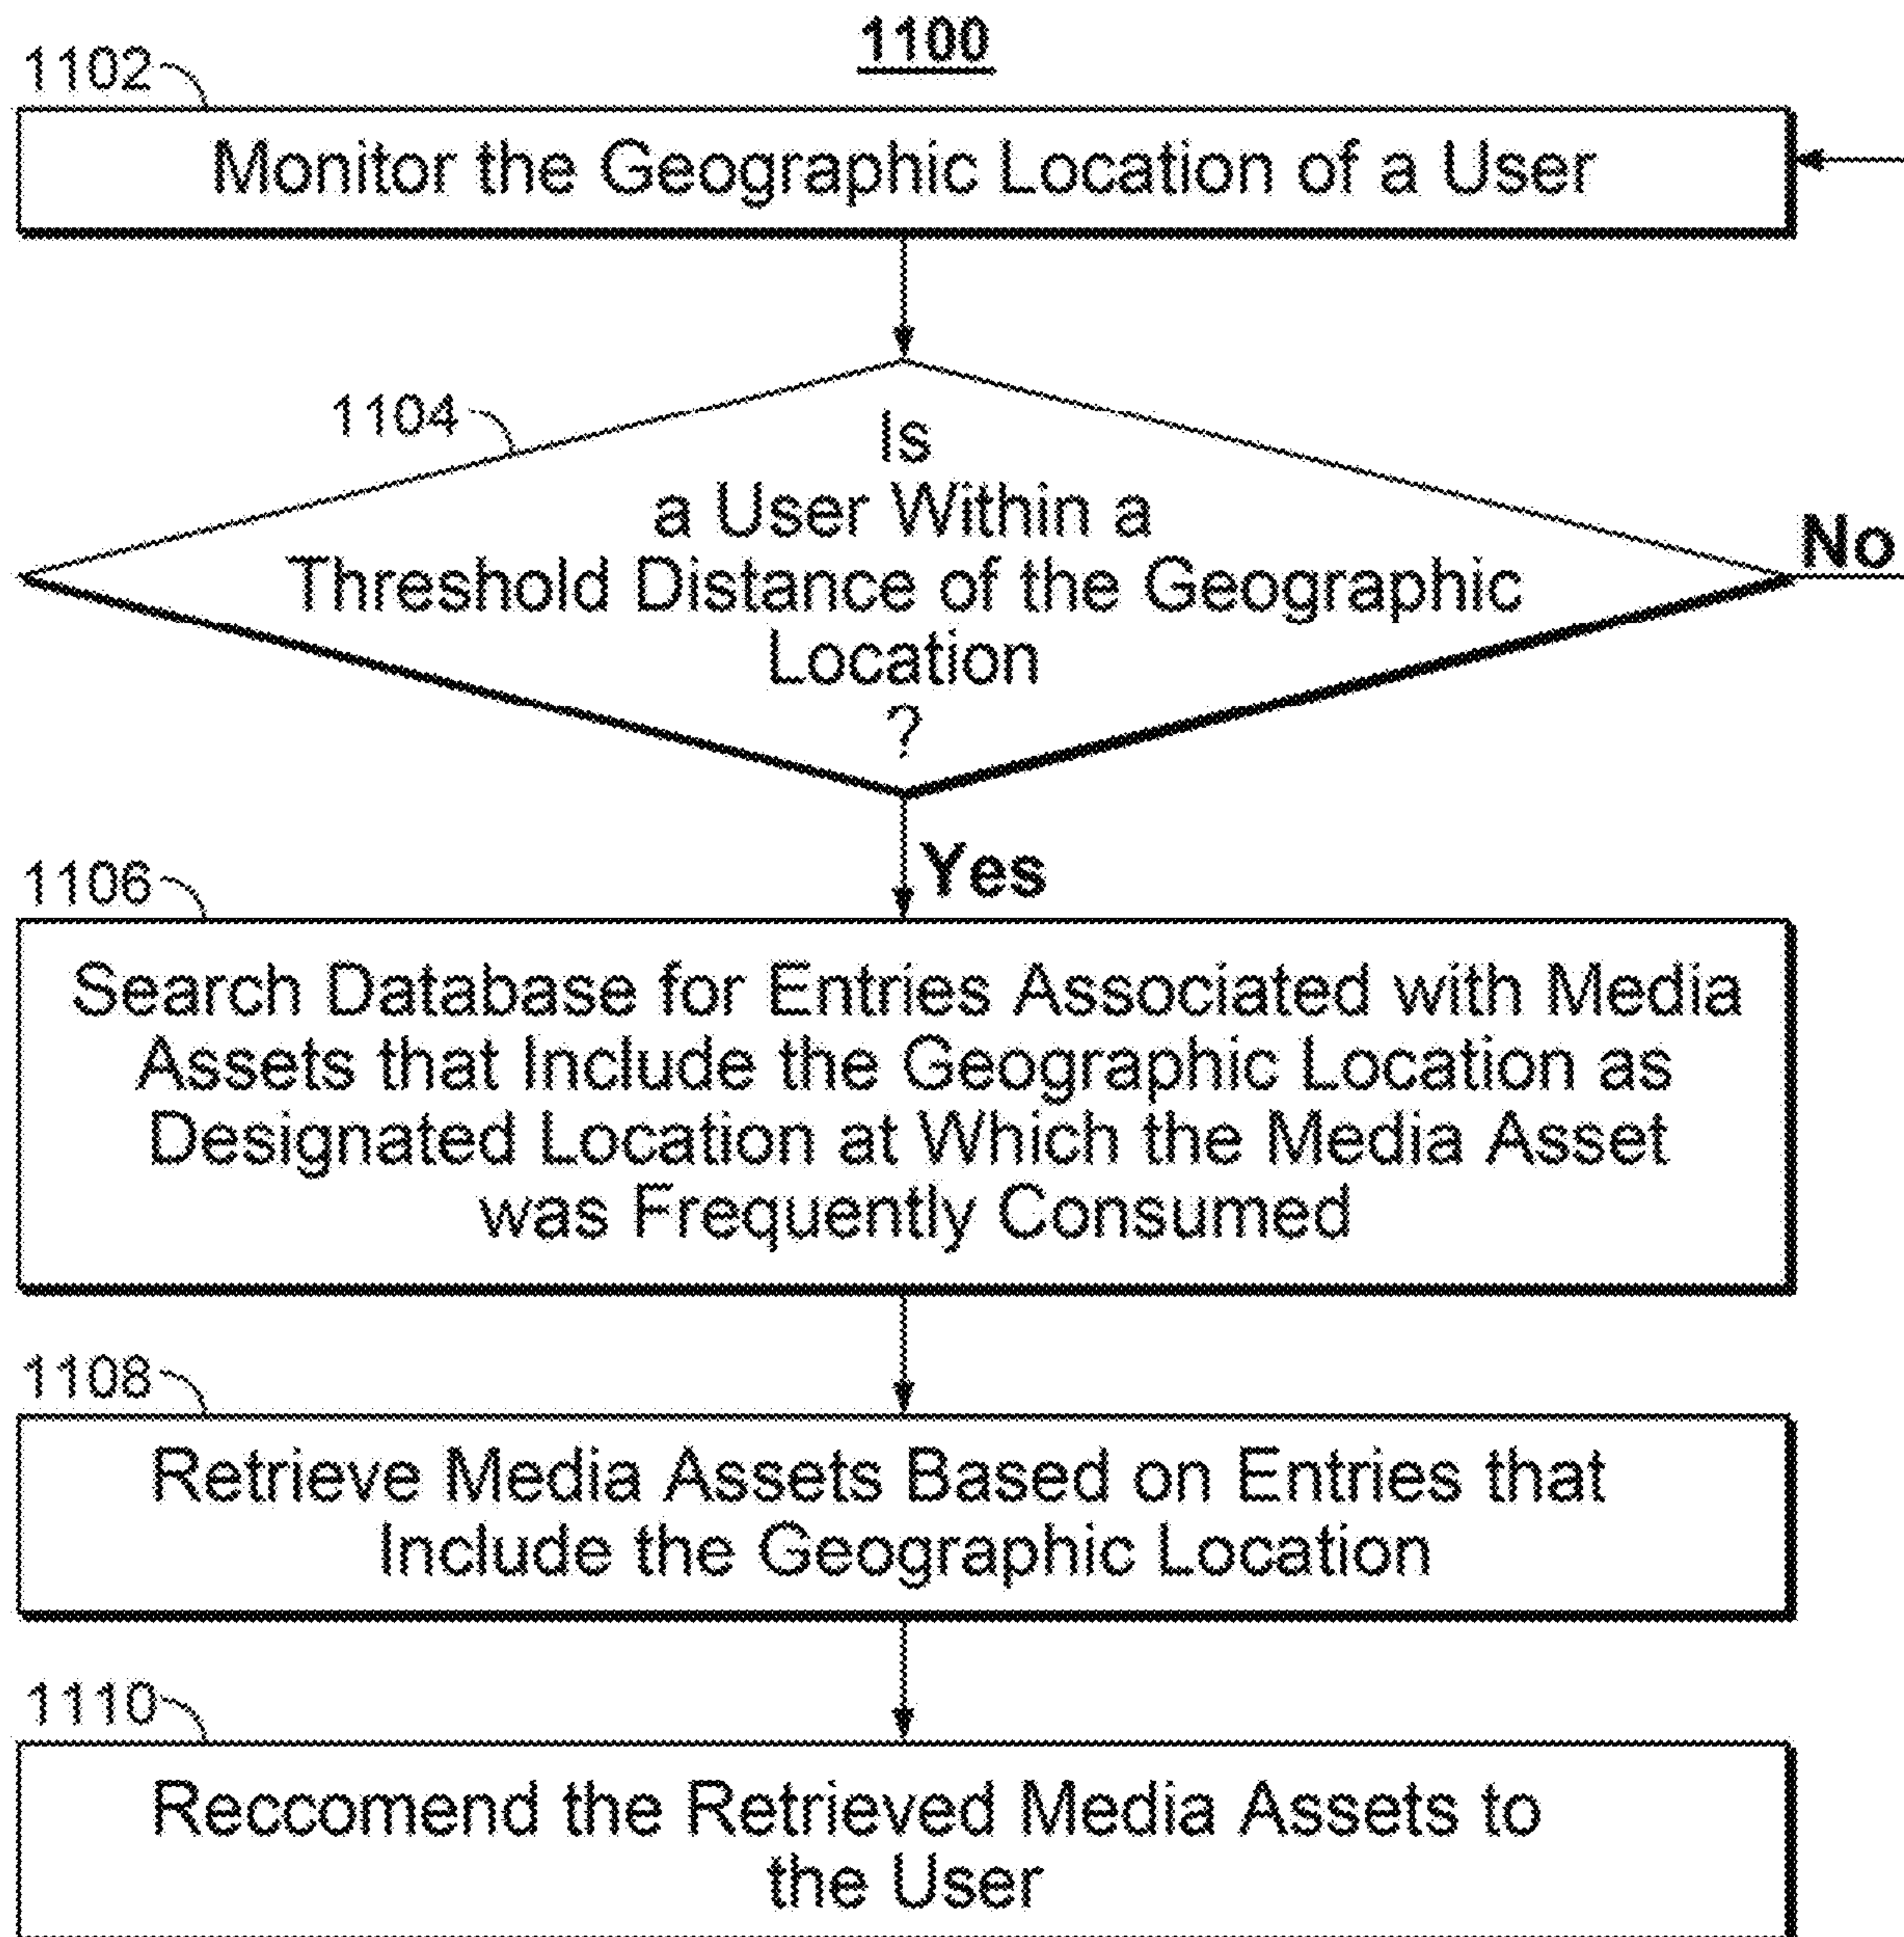 1100
1102
Monitor the Geographic Location of a User
1104
Is
a User Within a
Threshold Distance of the Geographic
Location
?
No
Yes
1106
Search Database for Entries Associated with Media
Assets that Include the Geographic Location as
Designated Location at Which the Media Asset
was Frequently Consumed
1108
Retrieve Media Assets Based on Entries that
Include the Geographic Location
1110
Reccomend the Retrieved Media Assets to
the User